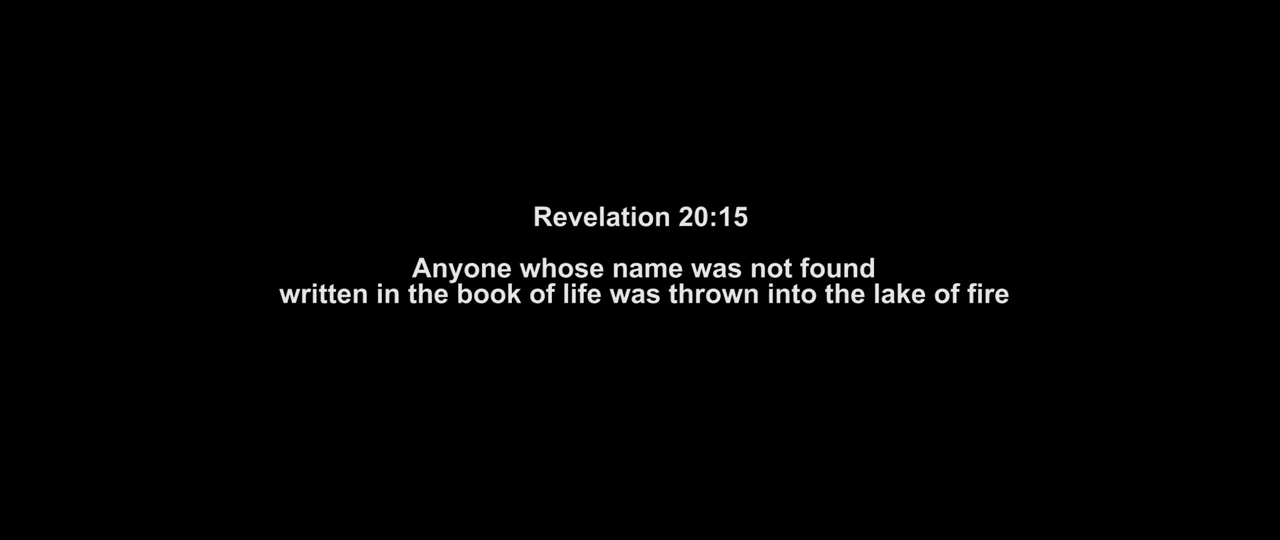 Revelation 20:15
Anyone whose name was not found
written in the book of life was thrown into the lake of fire